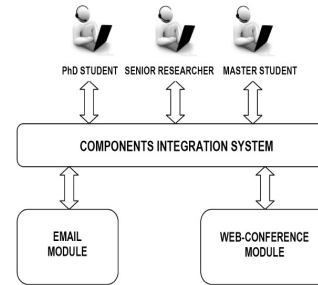 PhD STUDENT SENIOR RESEARCHER MASTER STUDENT
COMPONENTS INTEGRATION SYSTEM
EMAIL
MODULE
WEB-CONFERENCE
MODULE